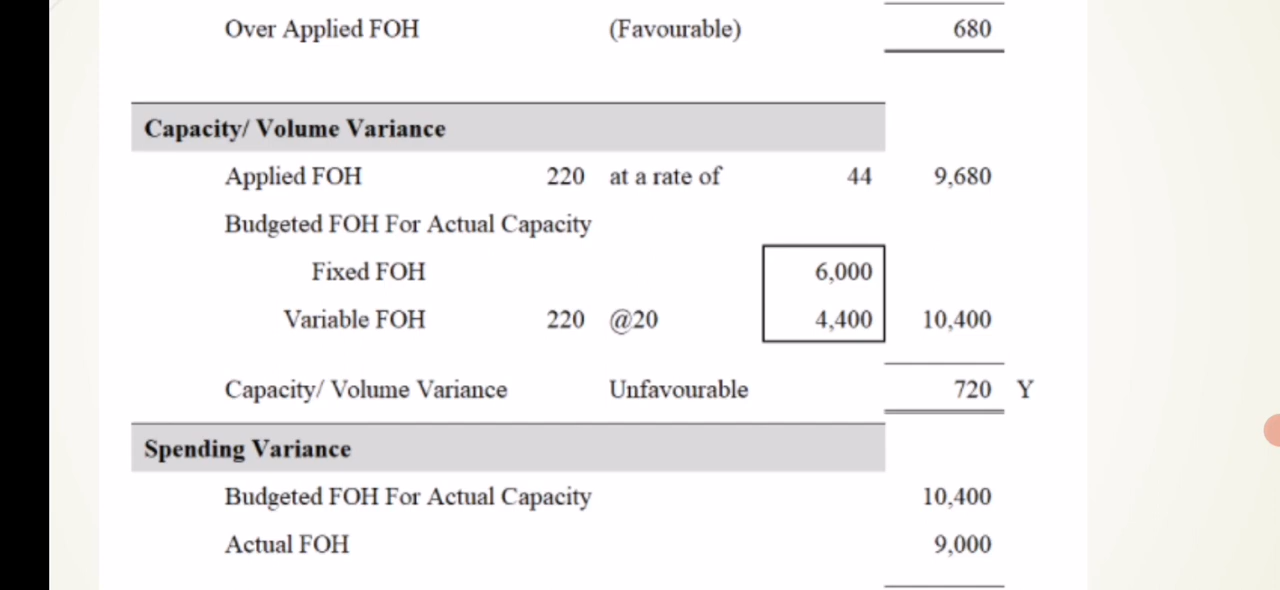 Over Applied FOH (Favourable) 680
Capacity/ Volume Variance
Applied FOH 220 at a rate of 44 9,680
Budgeted FOH For Actual Capacity
Fixed FOH 6,000
Variable FOH 220 @20 4,400 10,400
Capacity/ Volume Variance Unfavourable 720 Y
Spending Variance
Budgeted FOH For Actual Capacity 10,400
Actual FOH 9,000